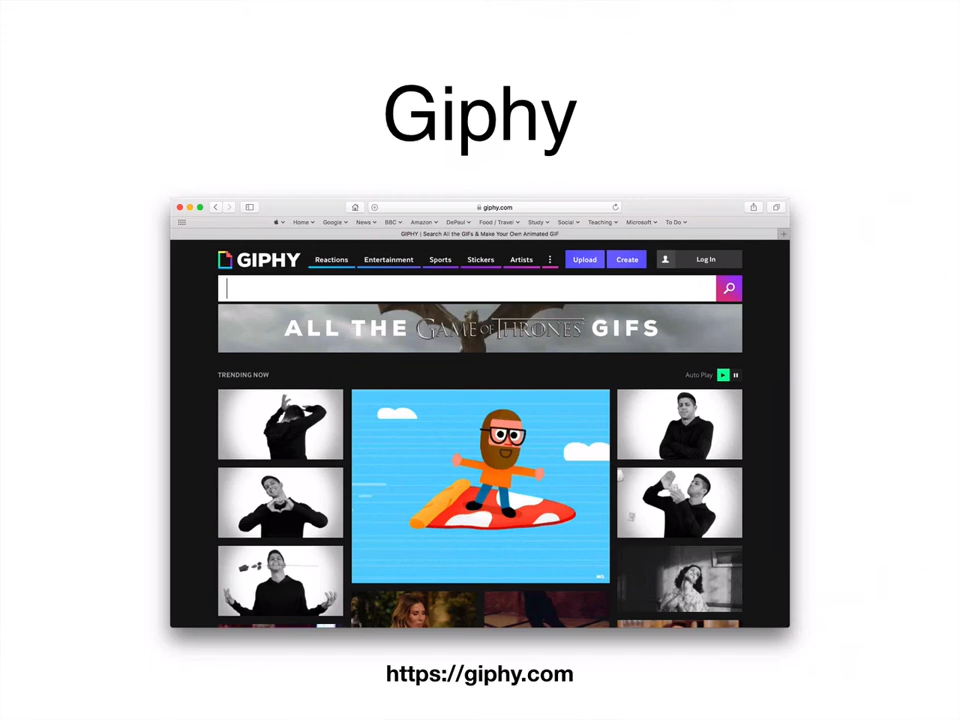 Giphy
giphy.com
Home Google News BBC Amazon DePaul Food / Travel Study Social Teaching Microsoft To Do
GIPHY | Search All the GIFs & Make Your Own Animated GIF
GIPHY Reactions Entertainment Sports Stickers Artists Upload Create Log In
ALL THE GAME OF THRONES GIFS
TRENDING NOW Auto Play
https://giphy.com